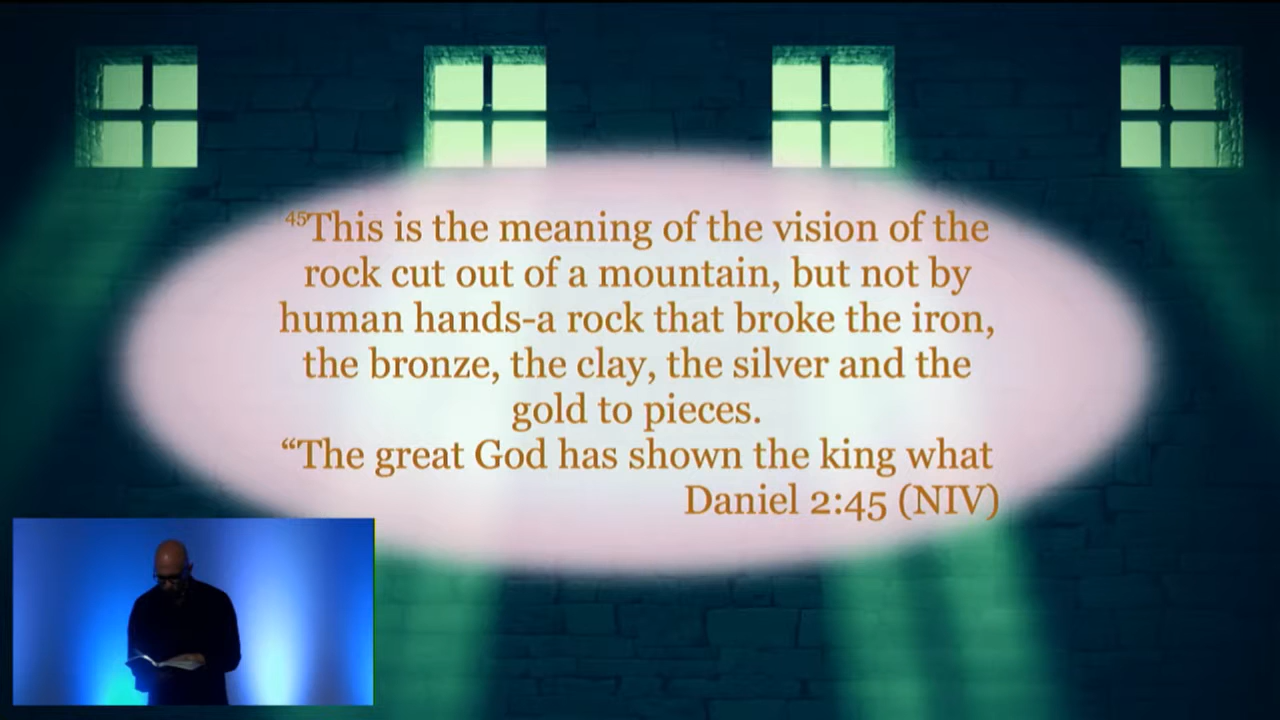 45This is the meaning of the vision of the
rock cut out of a mountain, but not by
human hands-a rock that broke the iron,
the bronze, the clay, the silver and the
gold to pieces.
“The great God has shown the king what
Daniel 2:45 (NIV)